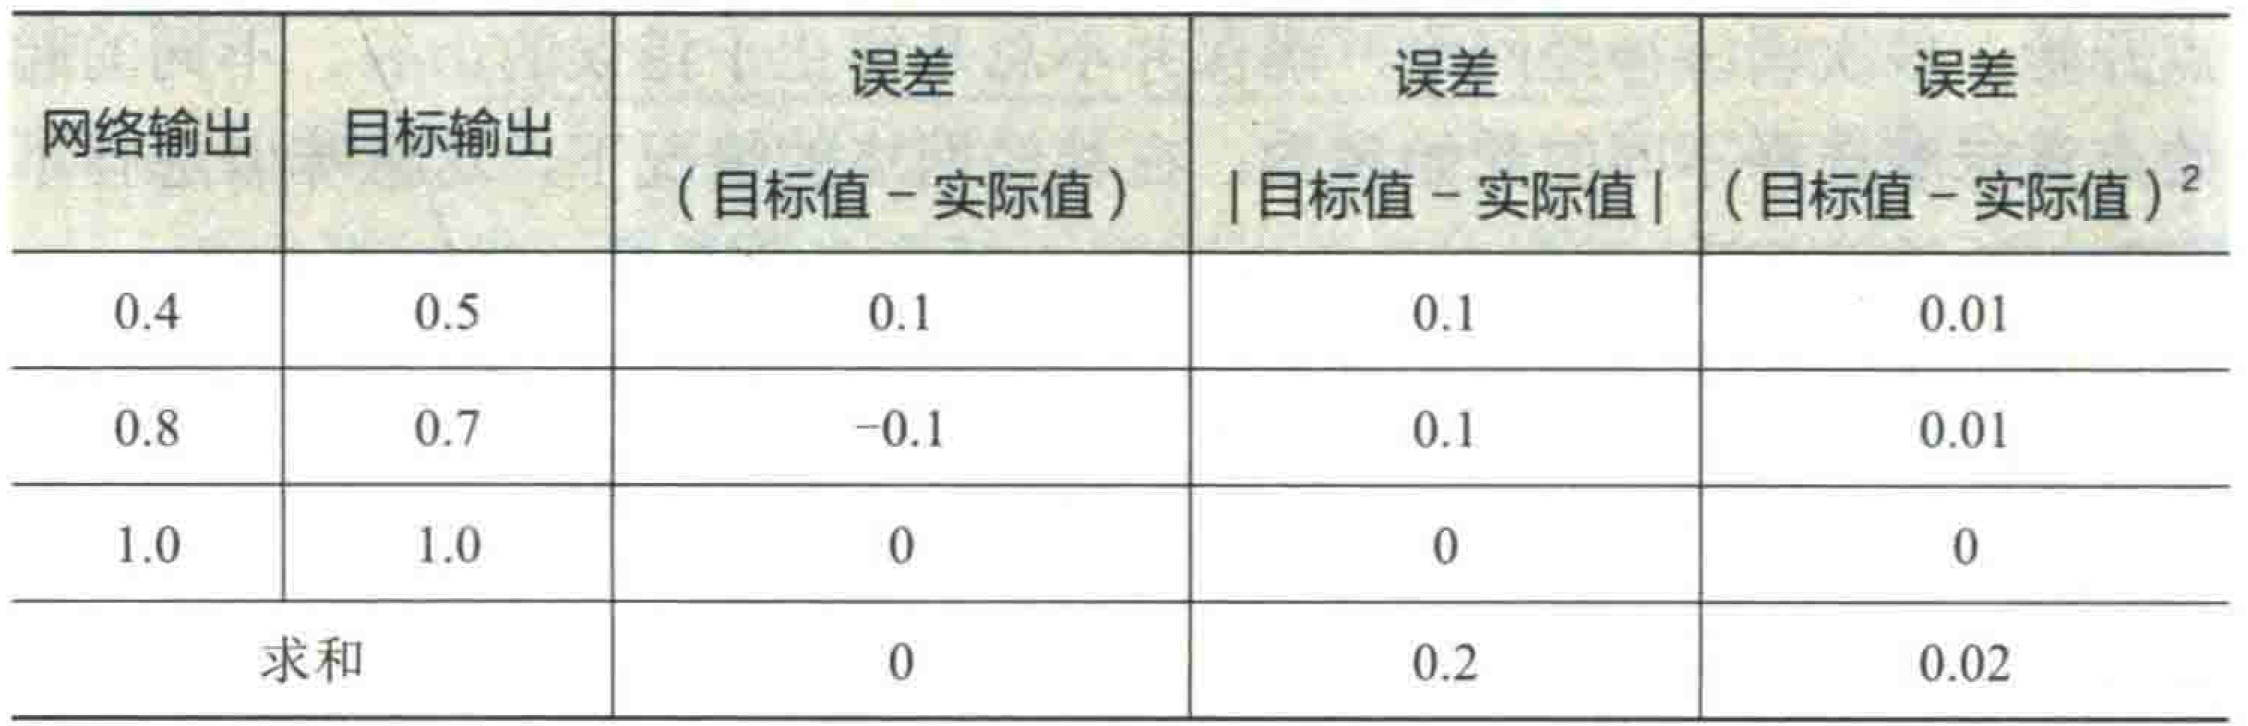 网络输出 目标输出 误差 (目标值 - 实际值) 误差 |目标值 - 实际值| 误差 (目标值 - 实际值)²
0.4 0.5 0.1 0.1 0.01
0.8 0.7 -0.1 0.1 0.01
1.0 1.0 0 0 0
求和 0 0.2 0.02